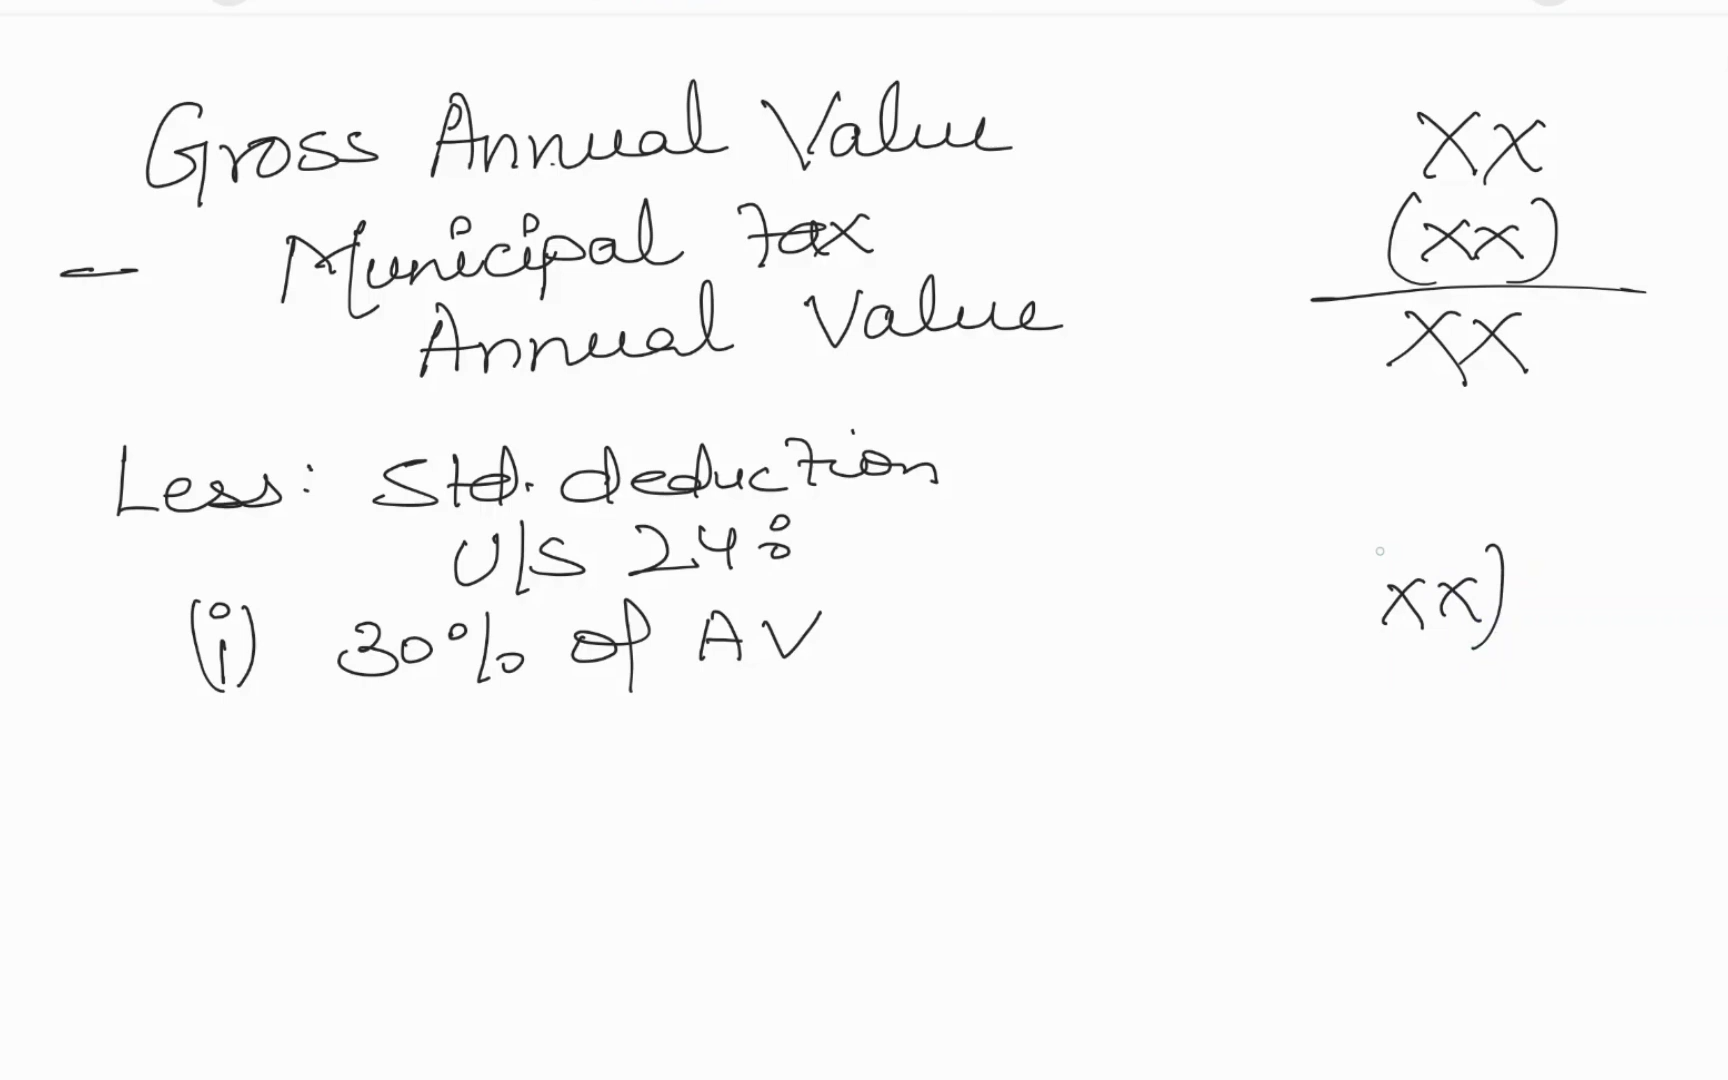 Gross Annual Value XX
— Municipal tax (xx)
Annual Value XX
Less: Std. deduction
U/S 24:
(i) 30% of AV xx)